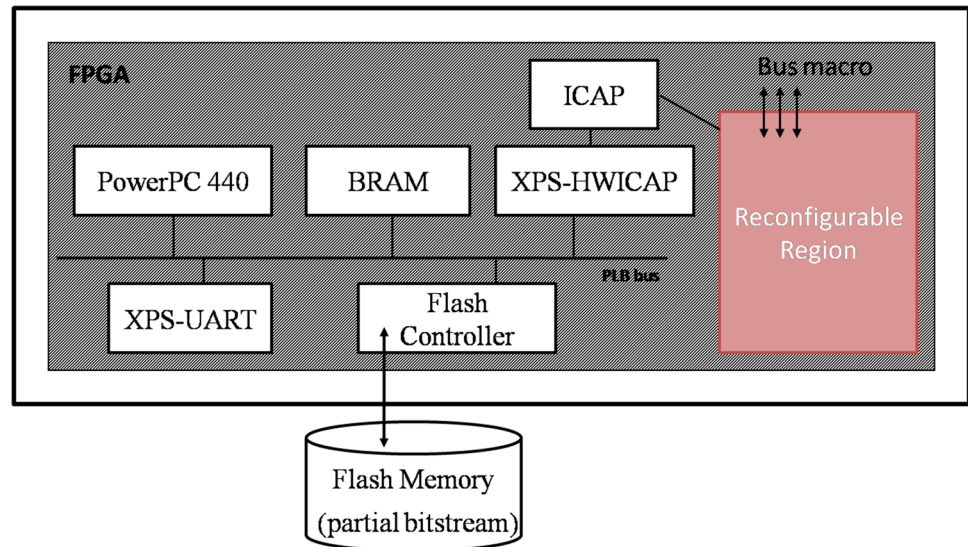 FPGA
Bus macro
ICAP
PowerPC 440
BRAM
XPS-HWICAP
Reconfigurable
Region
PLB bus
XPS-UART
Flash
Controller
Flash Memory
(partial bitstream)